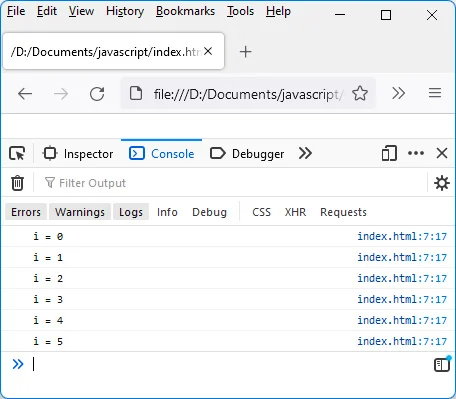 File Edit View History Bookmarks Tools Help
/D:/Documents/javascript/index.htm
file:///D:/Documents/javascript/
Inspector Console Debugger
Filter Output
Errors Warnings Logs Info Debug CSS XHR Requests
i = 0 index.html:7:17
i = 1 index.html:7:17
i = 2 index.html:7:17
i = 3 index.html:7:17
i = 4 index.html:7:17
i = 5 index.html:7:17